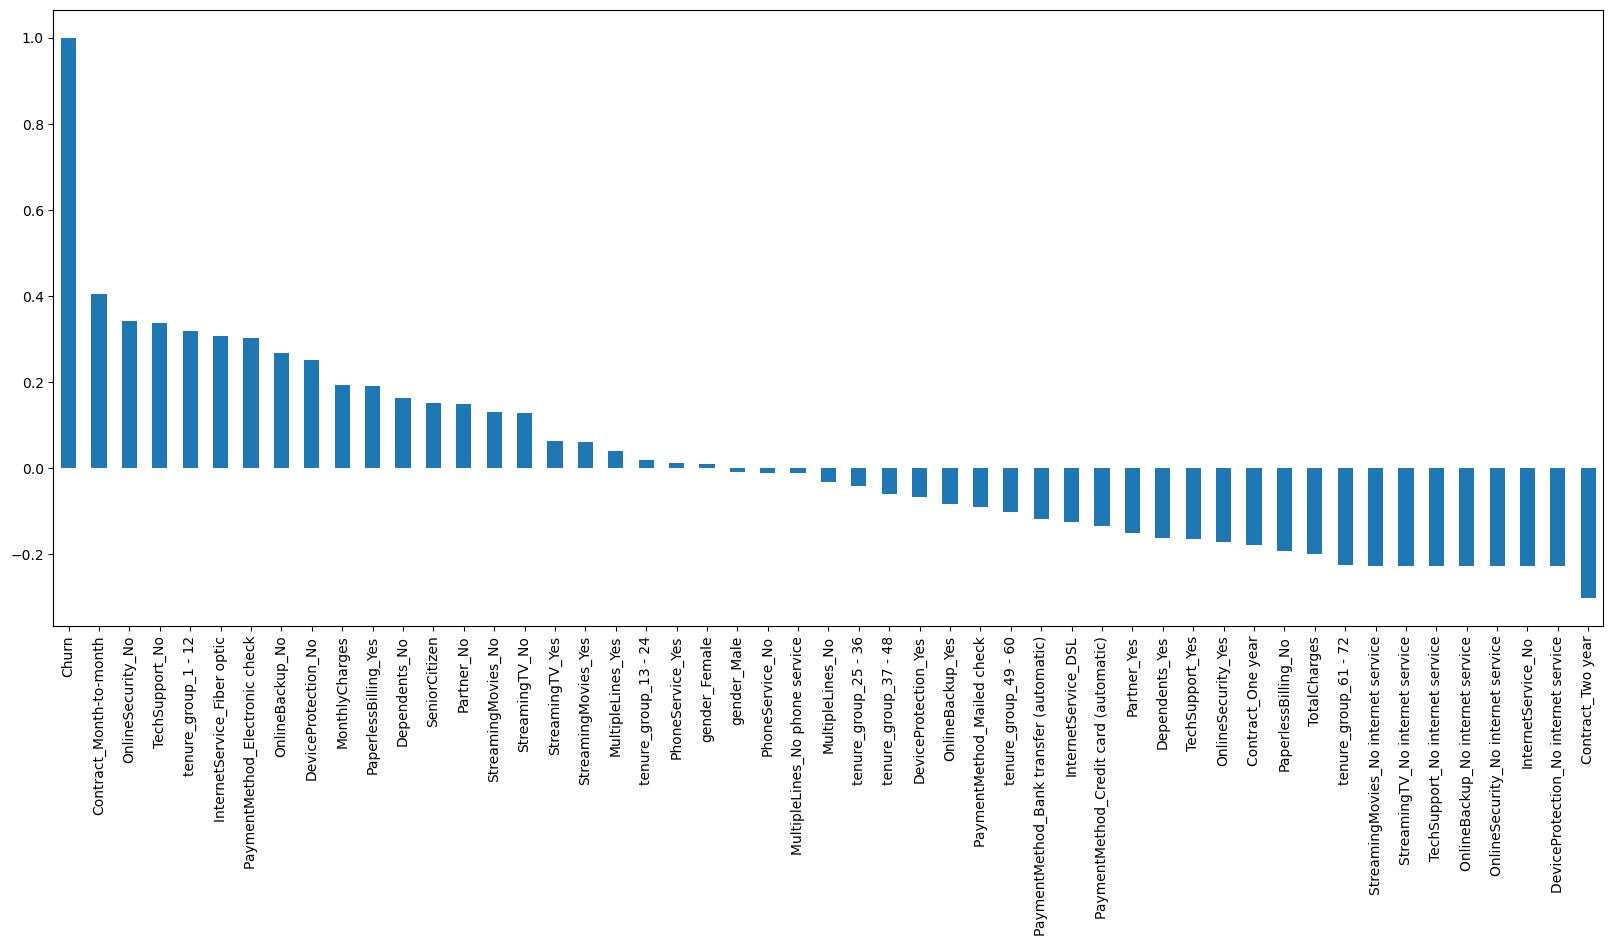 1.0
0.8
0.6
0.4
0.2
0.0
−0.2
Churn
Contract_Month-to-month
OnlineSecurity_No
TechSupport_No
tenure_group_1 - 12
InternetService_Fiber optic
PaymentMethod_Electronic check
OnlineBackup_No
DeviceProtection_No
MonthlyCharges
PaperlessBilling_Yes
Dependents_No
SeniorCitizen
Partner_No
StreamingMovies_No
StreamingTV_No
StreamingTV_Yes
StreamingMovies_Yes
MultipleLines_Yes
tenure_group_13 - 24
PhoneService_Yes
gender_Female
gender_Male
PhoneService_No
MultipleLines_No phone service
MultipleLines_No
tenure_group_25 - 36
tenure_group_37 - 48
DeviceProtection_Yes
OnlineBackup_Yes
PaymentMethod_Mailed check
tenure_group_49 - 60
PaymentMethod_Bank transfer (automatic)
InternetService_DSL
PaymentMethod_Credit card (automatic)
Partner_Yes
Dependents_Yes
TechSupport_Yes
OnlineSecurity_Yes
Contract_One year
PaperlessBilling_No
TotalCharges
tenure_group_61 - 72
StreamingMovies_No internet service
StreamingTV_No internet service
TechSupport_No internet service
OnlineBackup_No internet service
OnlineSecurity_No internet service
InternetService_No
DeviceProtection_No internet service
Contract_Two year